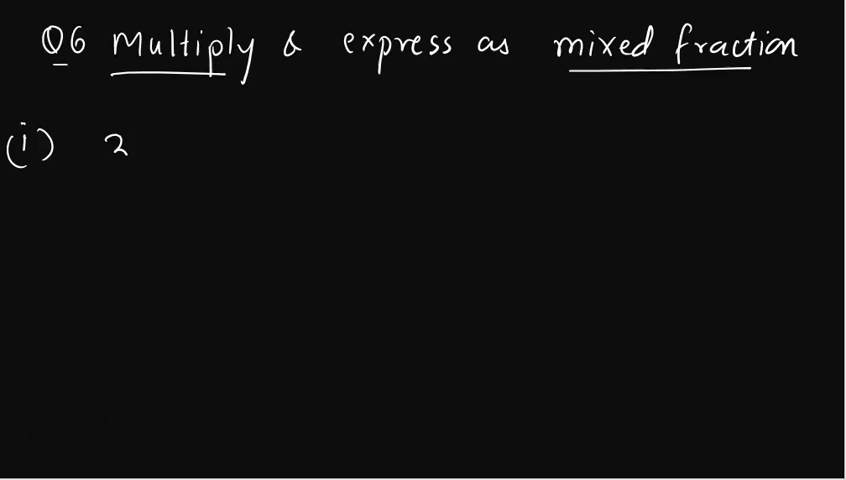 Q6 Multiply & express as mixed fraction
(i) 2